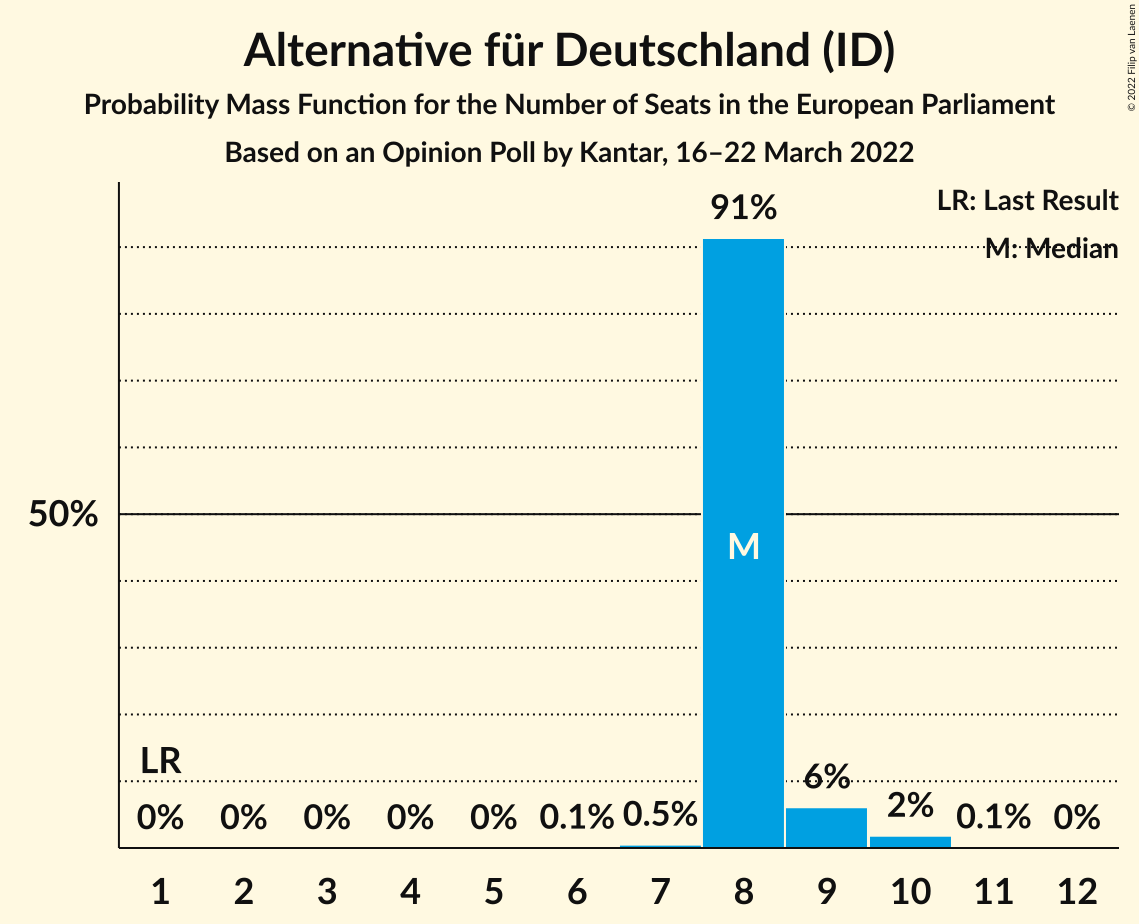 Alternative für Deutschland (ID)
Probability Mass Function for the Number of Seats in the European Parliament
Based on an Opinion Poll by Kantar, 16–22 March 2022
© 2022 Filip van Laenen
LR: Last Result
M: Median
91%
50%
M
LR
6%
0% 0% 0% 0% 0% 0.1% 0.5% 2% 0.1% 0%
1 2 3 4 5 6 7 8 9 10 11 12